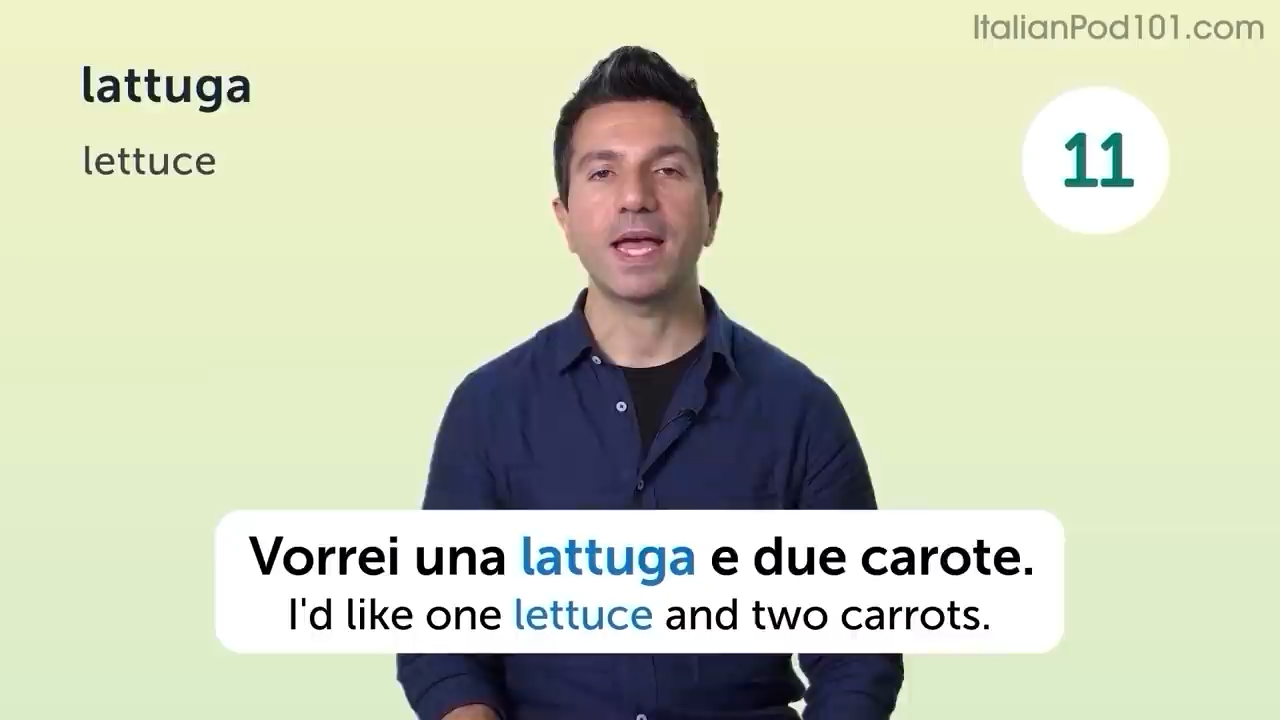 ItalianPod101.com
lattuga
lettuce
11
Vorrei una lattuga e due carote.
I'd like one lettuce and two carrots.